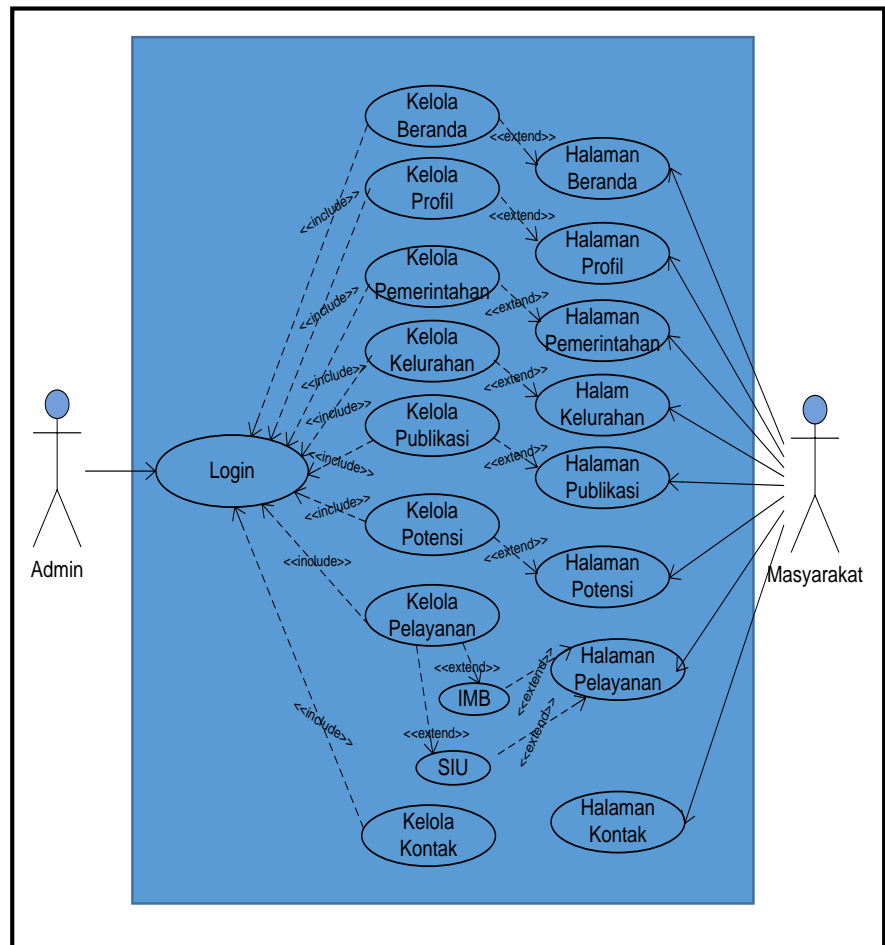 Kelola
Beranda
<<extend>>
Halaman
Beranda
Kelola
Profil
<<include>>
<<extend>>
Halaman
Profil
Kelola
Pemerintahan
<<include>>
<<extend>>
Halaman
Pemerintahan
Kelola
Kelurahan
<<include>>
<<extend>>
Halam
Kelurahan
Kelola
Publikasi
<<include>>
<<extend>>
Halaman
Publikasi
Login
<<include>>
Admin
Kelola
Potensi
<<include>>
<<extend>>
Halaman
Potensi
Masyarakat
<<include>>
Kelola
Pelayanan
<<extend>>
IMB
<<extend>>
Halaman
Pelayanan
<<extend>>
SIU
<<extend>>
<<include>>
Kelola
Kontak
Halaman
Kontak